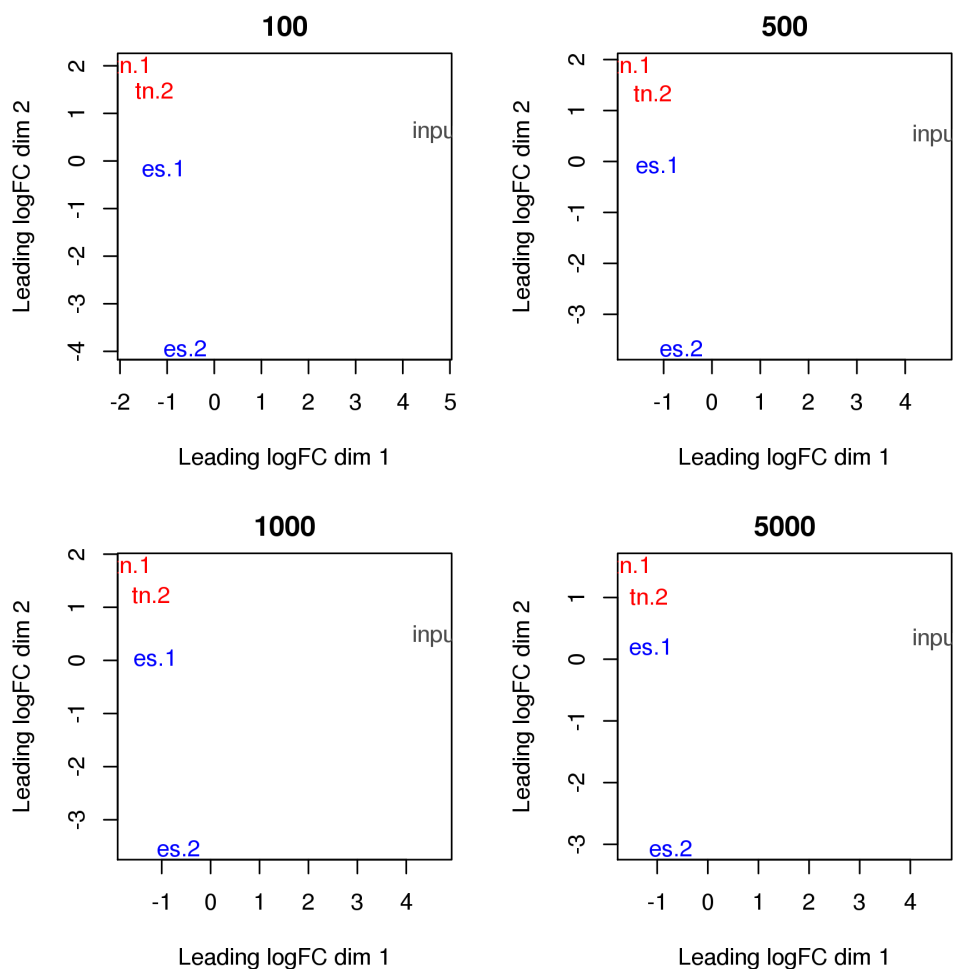 100
Leading logFC dim 2
2
1
0
-1
-2
-3
-4
n.1
tn.2
es.1
es.2
inpu
-2 -1 0 1 2 3 4 5
Leading logFC dim 1
500
Leading logFC dim 2
2
1
0
-1
-2
-3
n.1
tn.2
es.1
es.2
inpu
-1 0 1 2 3 4
Leading logFC dim 1
1000
Leading logFC dim 2
2
1
0
-1
-2
-3
n.1
tn.2
es.1
es.2
inpu
-1 0 1 2 3 4
Leading logFC dim 1
5000
Leading logFC dim 2
1
0
-1
-2
-3
n.1
tn.2
es.1
es.2
inpu
-1 0 1 2 3 4
Leading logFC dim 1